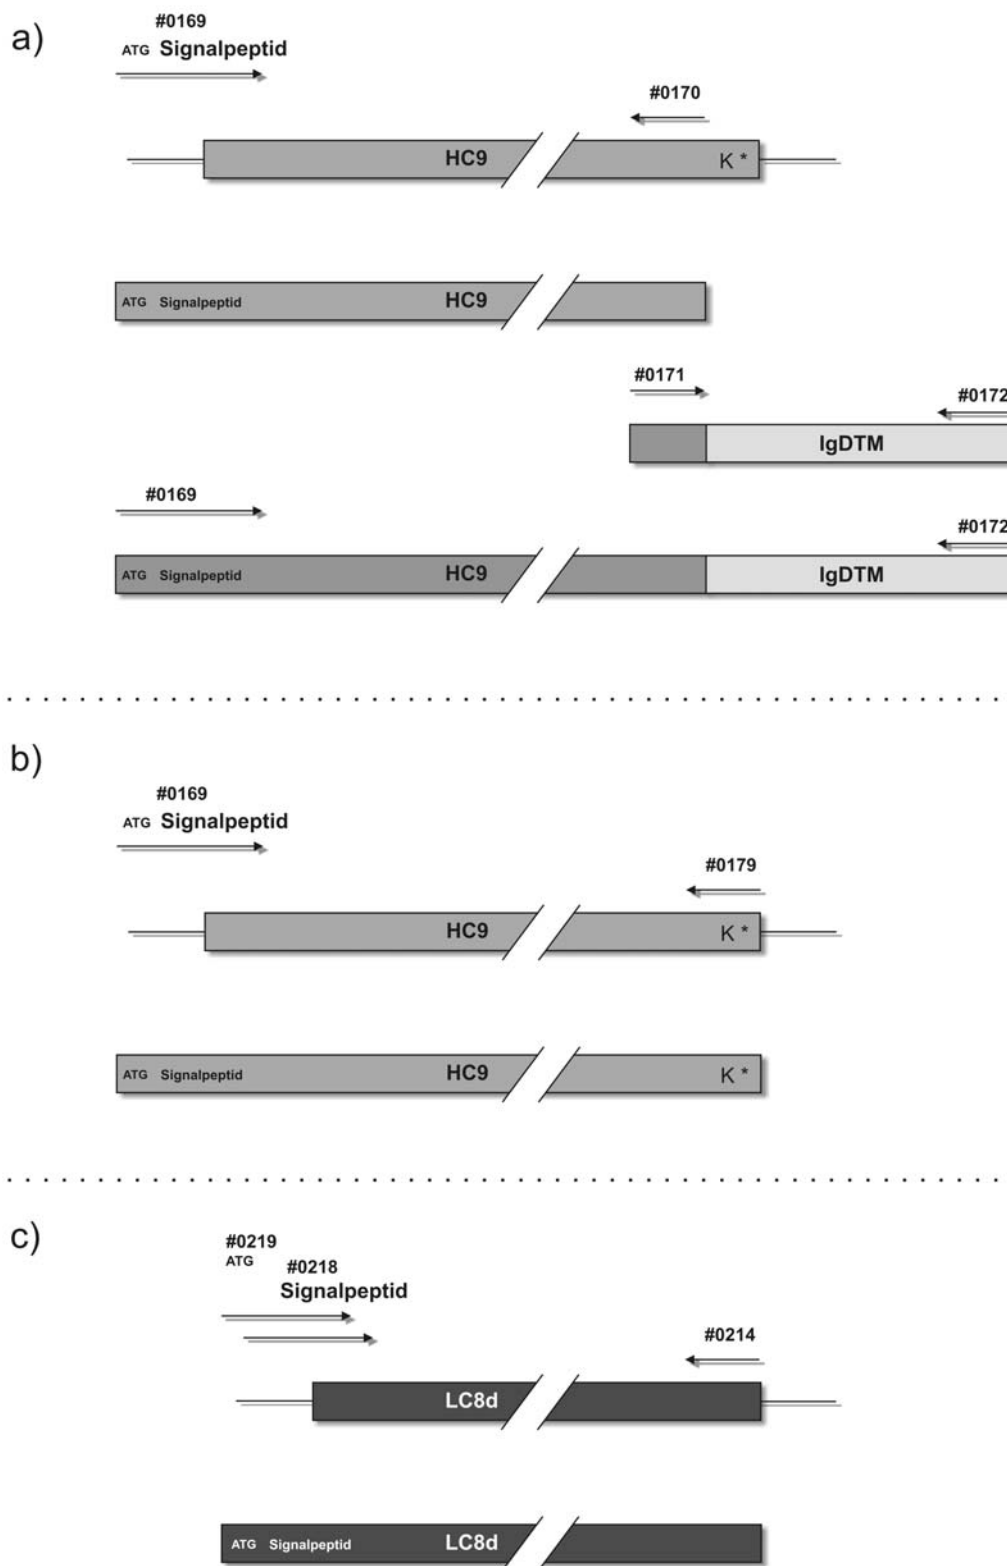 a)
#0169
ATG Signalpeptid
#0170
HC9 K *
ATG Signalpeptid HC9
#0171
#0172
IgDTM
#0169
#0172
ATG Signalpeptid HC9 IgDTM
b)
#0169
ATG Signalpeptid
#0179
HC9 K *
ATG Signalpeptid HC9 K *
c)
#0219
ATG
#0218
Signalpeptid
#0214
LC8d
ATG Signalpeptid LC8d